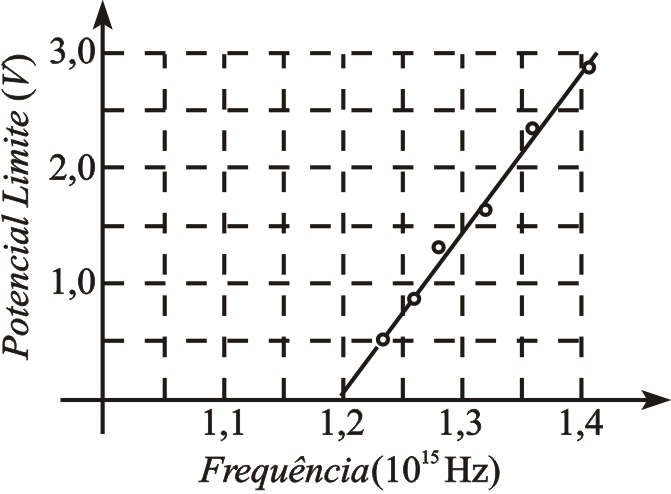 Potencial Limite (V)
3,0
2,0
1,0
1,1 1,2 1,3 1,4
Frequência (10¹⁵ Hz)